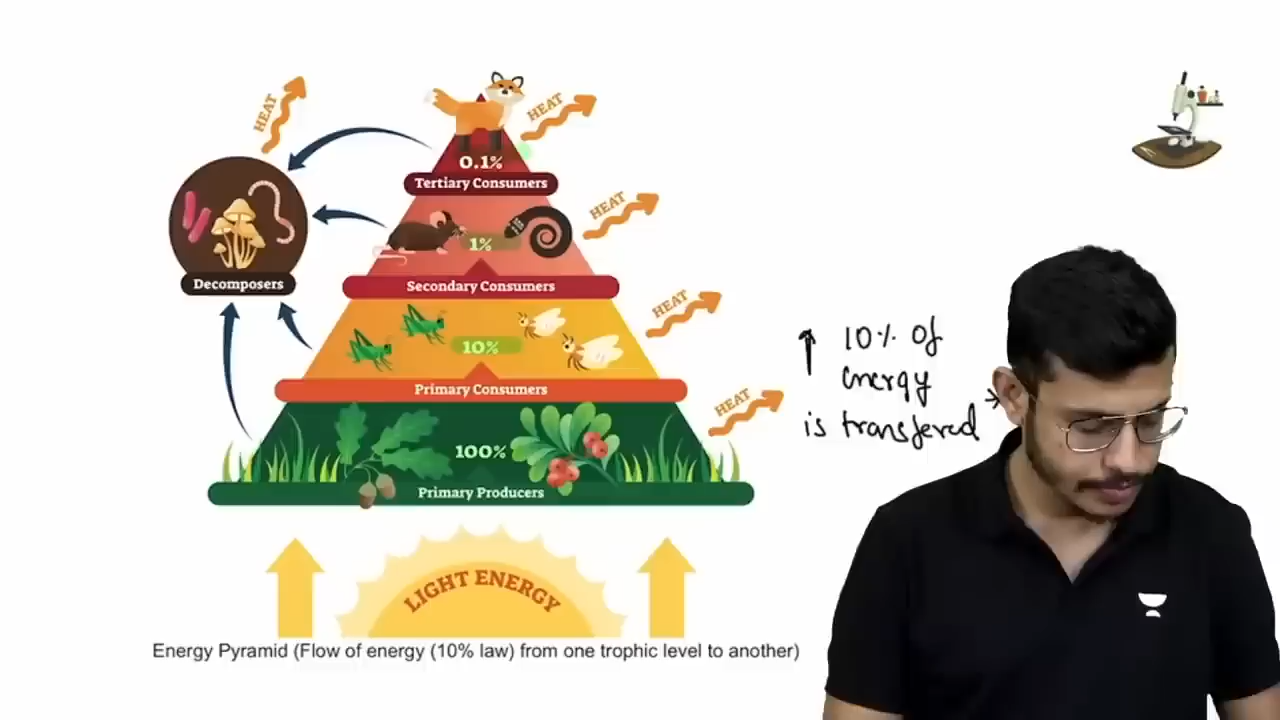 HEAT
HEAT
0.1%
Tertiary Consumers
HEAT
1%
Decomposers
Secondary Consumers
HEAT
10%
Primary Consumers
HEAT
100%
Primary Producers
LIGHT ENERGY
Energy Pyramid (Flow of energy (10% law) from one trophic level to another)
↑ 10% of
energy
is transfered